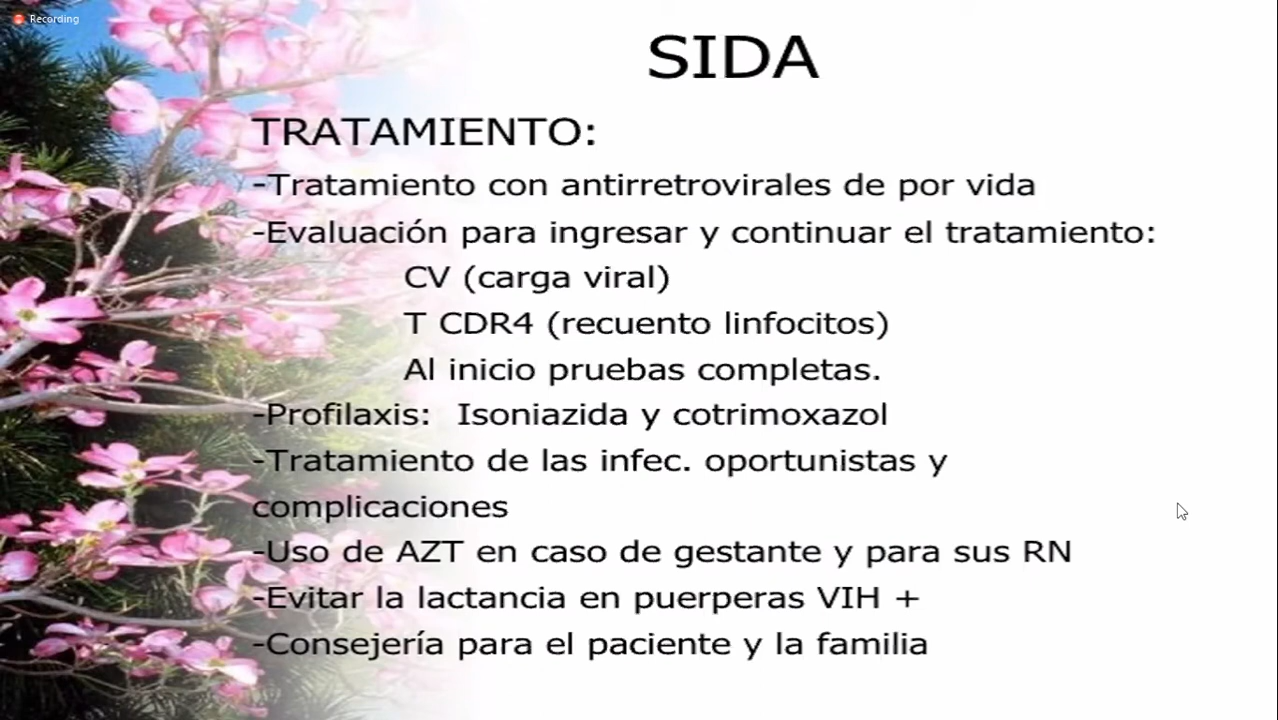 Recording
SIDA
TRATAMIENTO:
-Tratamiento con antirretrovirales de por vida
-Evaluación para ingresar y continuar el tratamiento:
CV (carga viral)
T CDR4 (recuento linfocitos)
Al inicio pruebas completas.
-Profilaxis: Isoniazida y cotrimoxazol
-Tratamiento de las infec. oportunistas y
complicaciones
-Uso de AZT en caso de gestante y para sus RN
-Evitar la lactancia en puerperas VIH +
-Consejería para el paciente y la familia